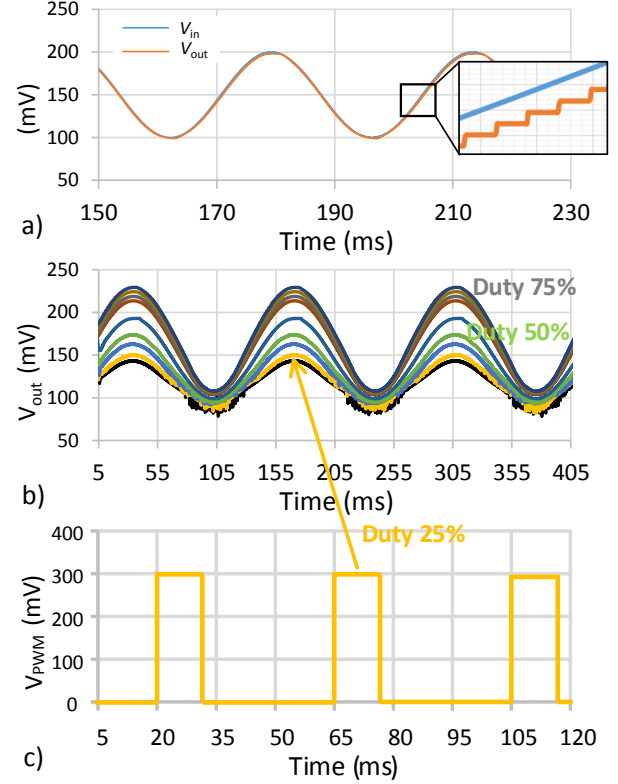 250
V_in
V_out
200
150
100
50
(mV)
150 170 190 210 230
a) Time (ms)
250
Duty 75%
200
Duty 50%
150
100
50
V_out
5 55 105 155 205 255 305 355 405
b) Time (ms)
400
Duty 25%
300
200
100
0
V_PWM (mV)
5 20 35 50 65 75 95 105 120
c) Time (ms)